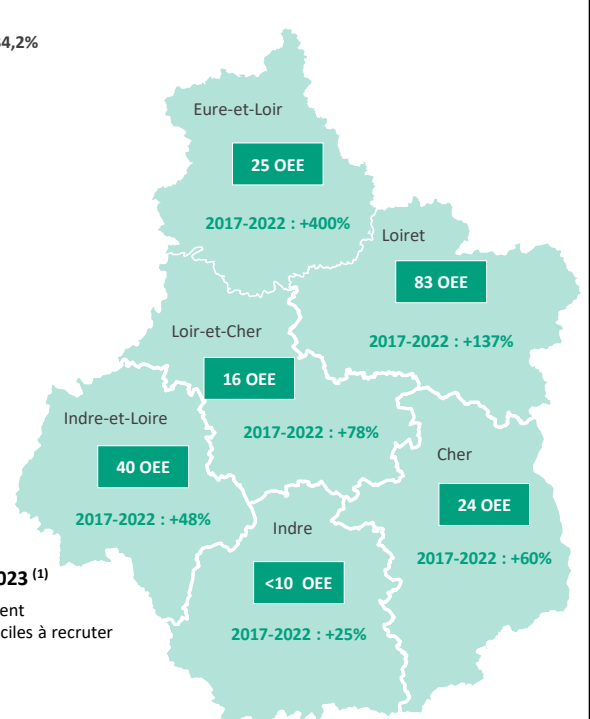 4,2%
Eure-et-Loir
25 OEE
2017-2022 : +400%
Loiret
83 OEE
2017-2022 : +137%
Loir-et-Cher
16 OEE
2017-2022 : +78%
Indre-et-Loire
40 OEE
2017-2022 : +48%
Cher
24 OEE
2017-2022 : +60%
Indre
<10 OEE
2017-2022 : +25%
023 (1)
ent
ciles à recruter